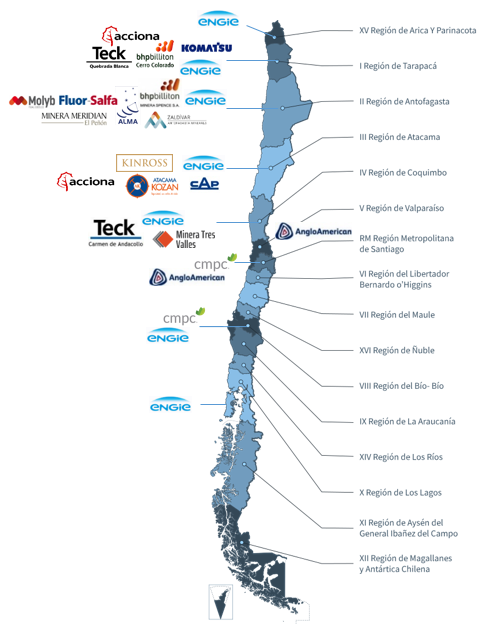 ENGIE
XV Región de Arica Y Parinacota
acciona
Teck
Quebrada Blanca
bhpbilliton
Cerro Colorado
KOMATSU
ENGIE
I Región de Tarapacá
Molyb
Fluor-Salfa
bhpbilliton
MINERA SPENCE S.A.
ENGIE
II Región de Antofagasta
MINERA MERIDIAN
El Peñón
ALMA
ZALDÍVAR
III Región de Atacama
KINROSS
ENGIE
acciona
ATACAMA
KOZAN
CAP
IV Región de Coquimbo
V Región de Valparaíso
ENGIE
Teck
Carmen de Andacollo
Minera Tres
Valles
AngloAmerican
RM Región Metropolitana
de Santiago
cmpc
AngloAmerican
VI Región del Libertador
Bernardo o'Higgins
VII Región del Maule
cmpc
ENGIE
XVI Región de Ñuble
VIII Región del Bío- Bío
ENGIE
IX Región de La Araucanía
XIV Región de Los Ríos
X Región de Los Lagos
XI Región de Aysén del
General Ibañez del Campo
XII Región de Magallanes
y Antártica Chilena